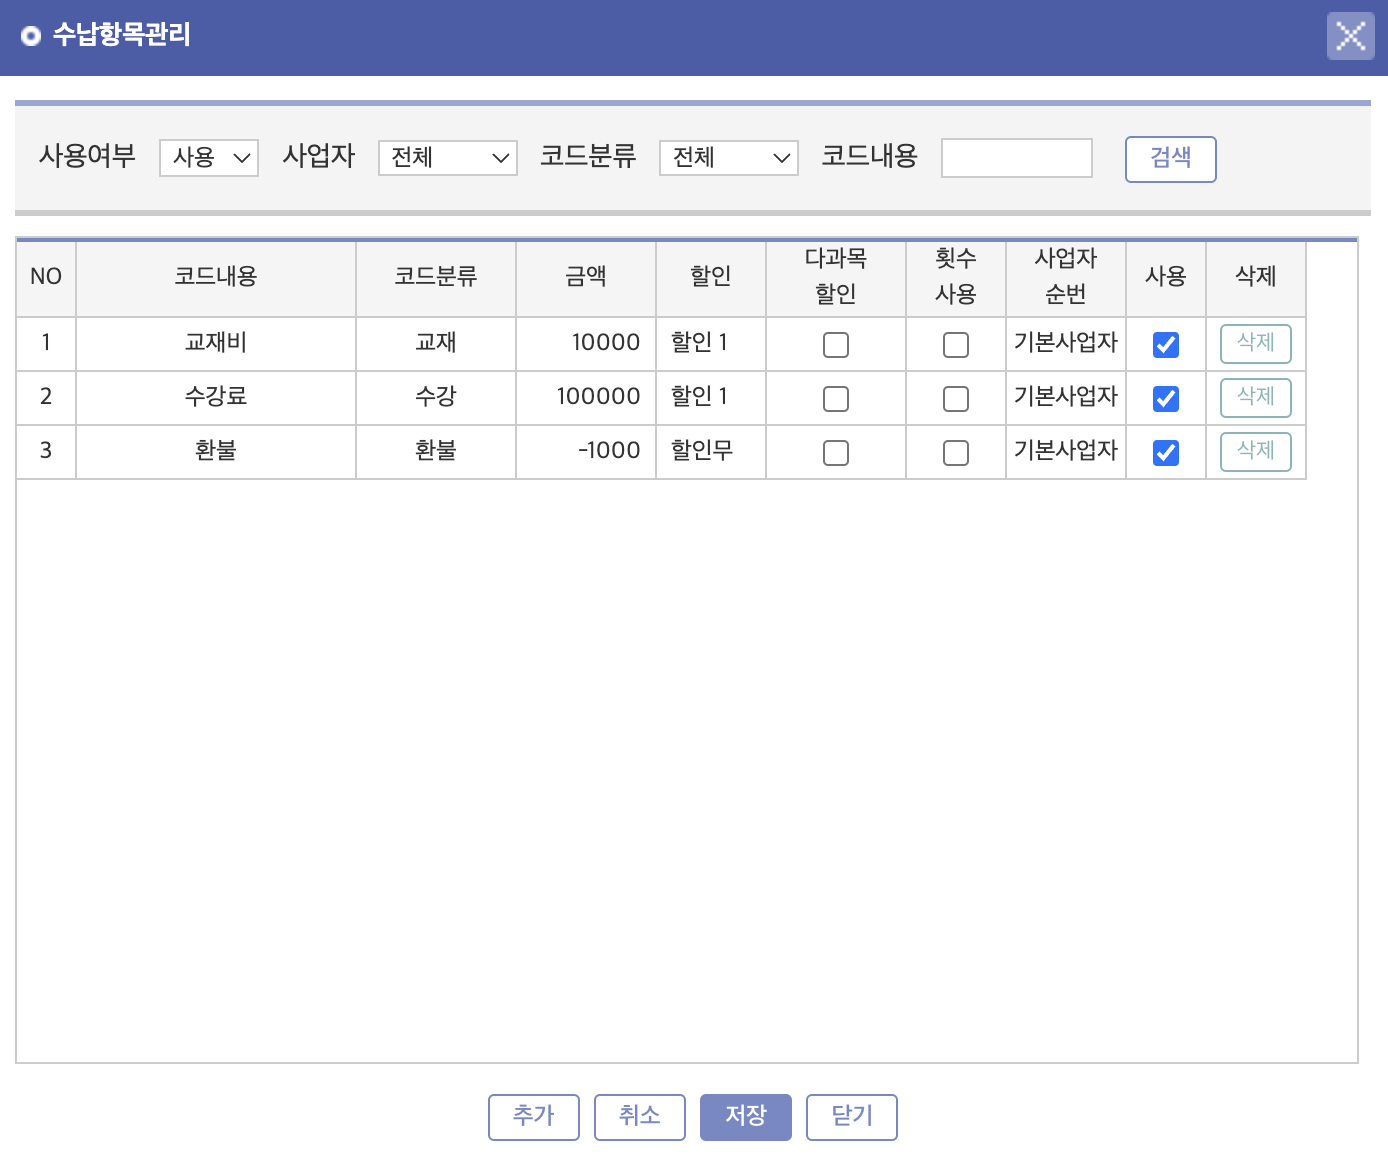 수납항목관리
사용여부 사용 사업자 전체 코드분류 전체 코드내용 검색
NO 코드내용 코드분류 금액 할인 다과목 할인 횟수 사용 사업자 순번 사용 삭제
1 교재비 교재 10000 할인 1 기본사업자 삭제
2 수강료 수강 100000 할인 1 기본사업자 삭제
3 환불 환불 -1000 할인무 기본사업자 삭제
추가 취소 저장 닫기